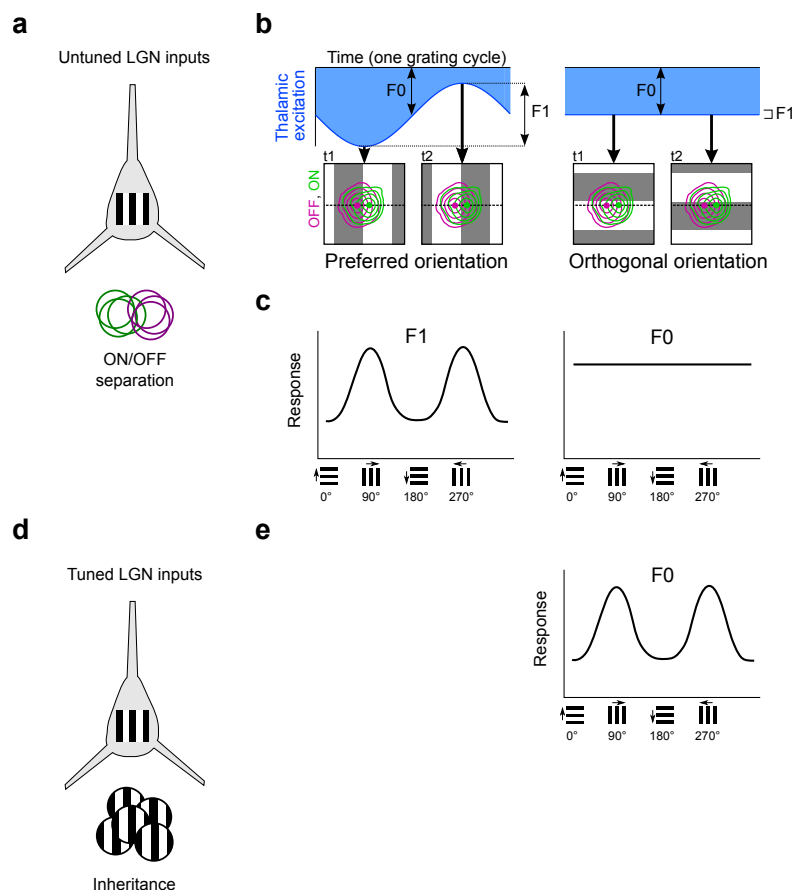 a
Untuned LGN inputs
ON/OFF
separation
b
Time (one grating cycle)
Thalamic
excitation
F0
F1
F0
F1
OFF, ON
t1
t2
t1
t2
Preferred orientation
Orthogonal orientation
c
F1
Response
0°
90°
180°
270°
F0
0°
90°
180°
270°
d
Tuned LGN inputs
Inheritance
e
F0
Response
0°
90°
180°
270°